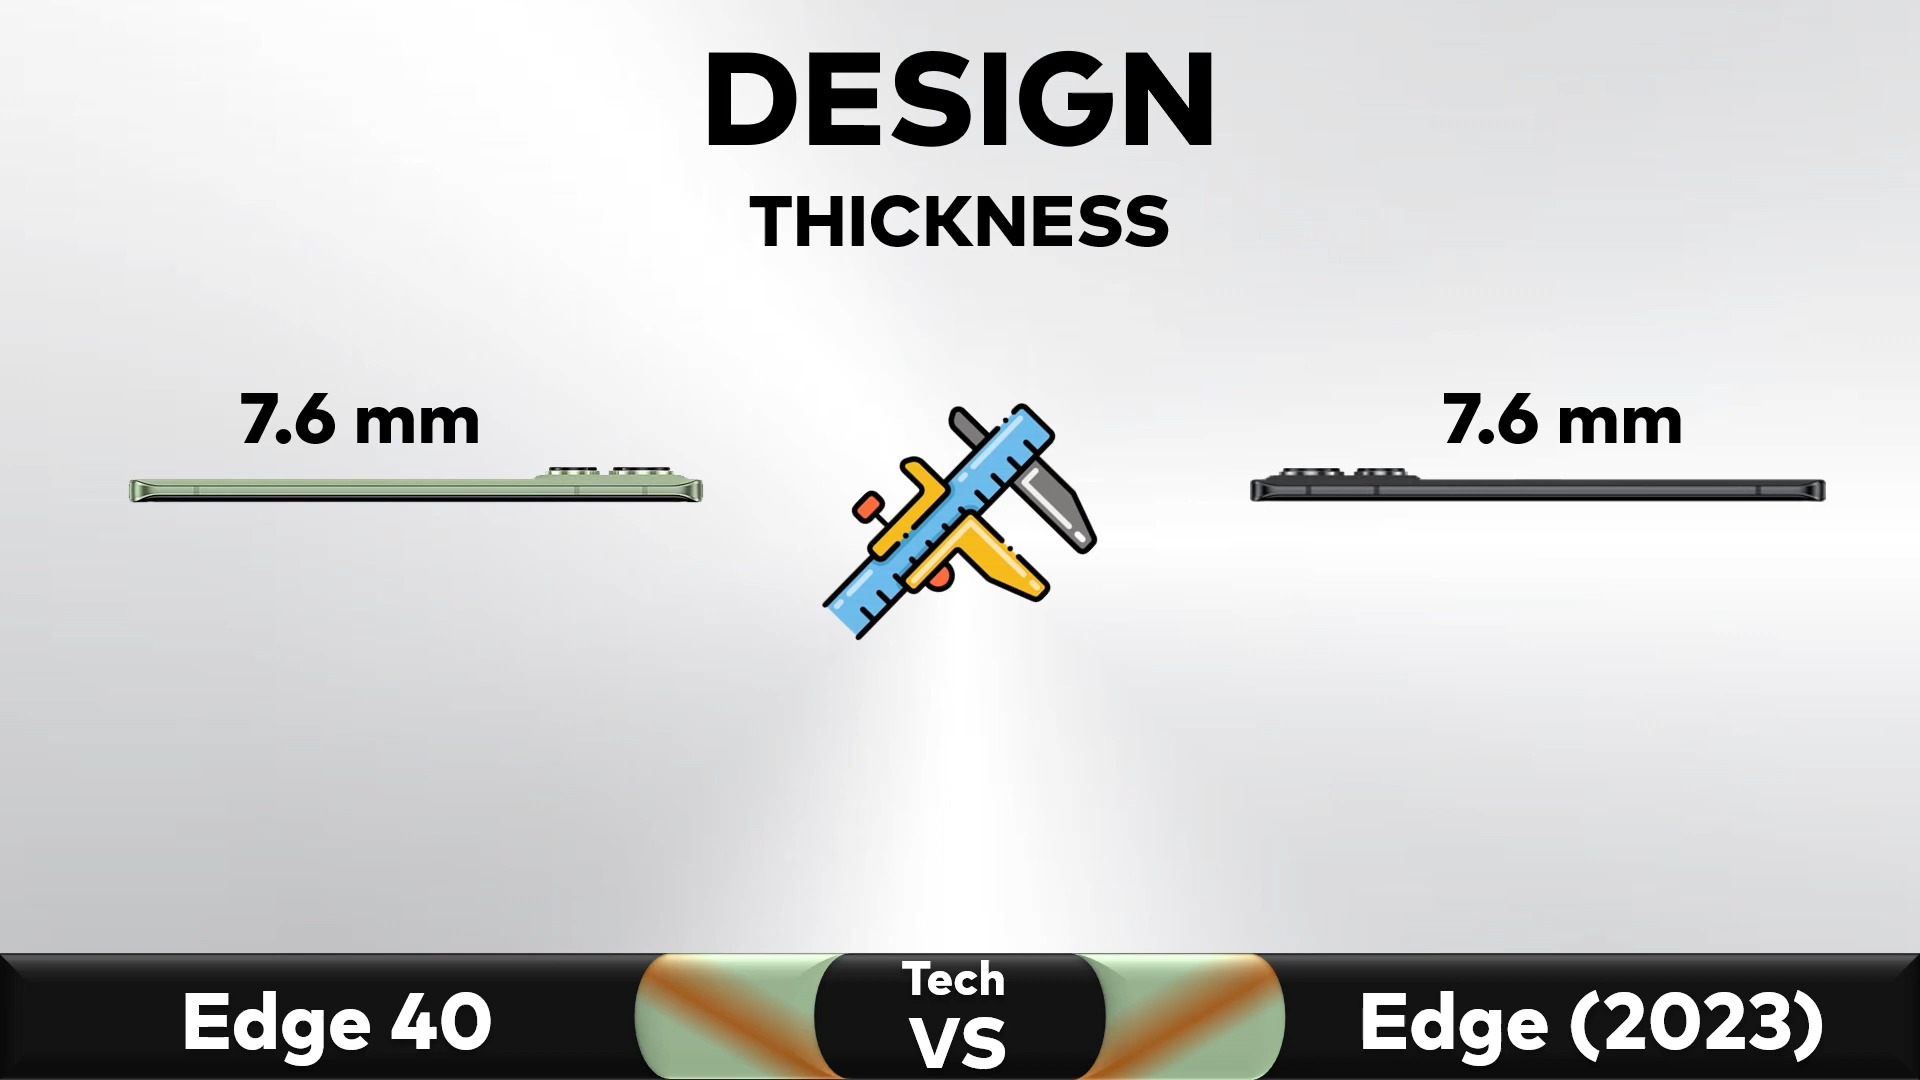 DESIGN
THICKNESS
7.6 mm
7.6 mm
Edge 40
Tech
VS
Edge (2023)